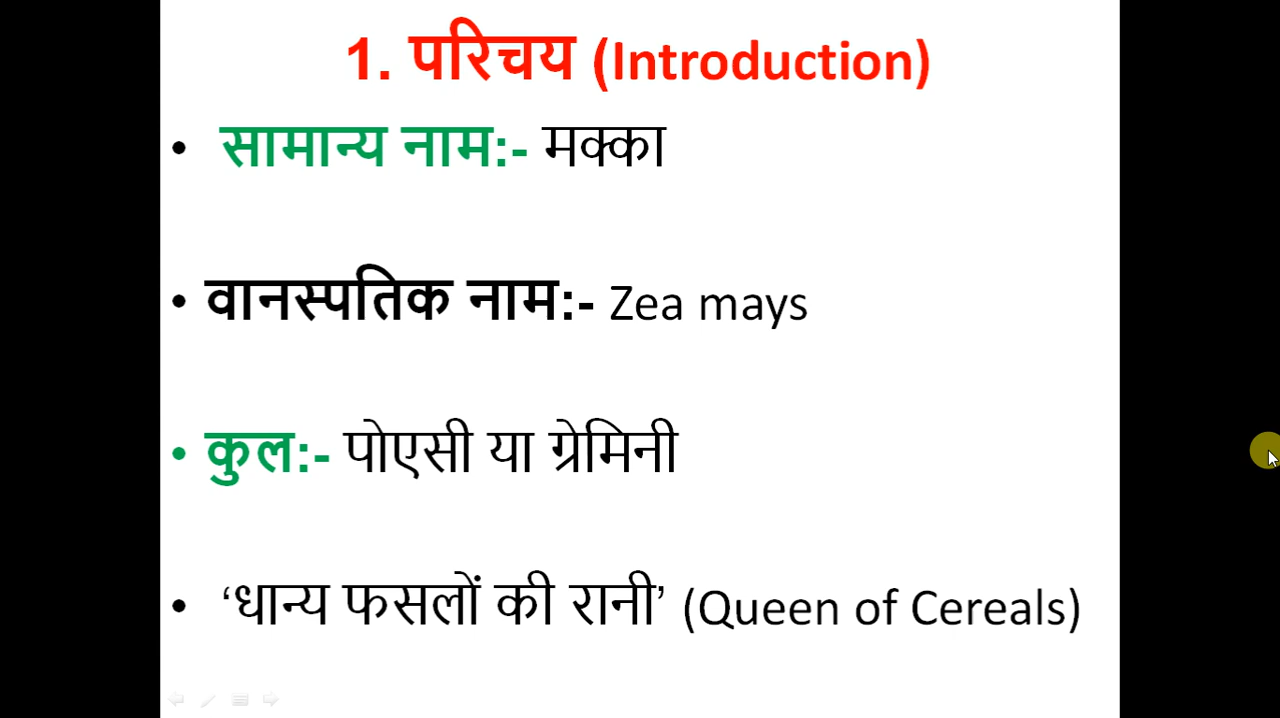 1. परिचय (Introduction)
• सामान्य नाम:- मक्का
• वानस्पतिक नाम:- Zea mays
• कुल:- पोएसी या ग्रेमिनी
• ‘धान्य फसलों की रानी’ (Queen of Cereals)